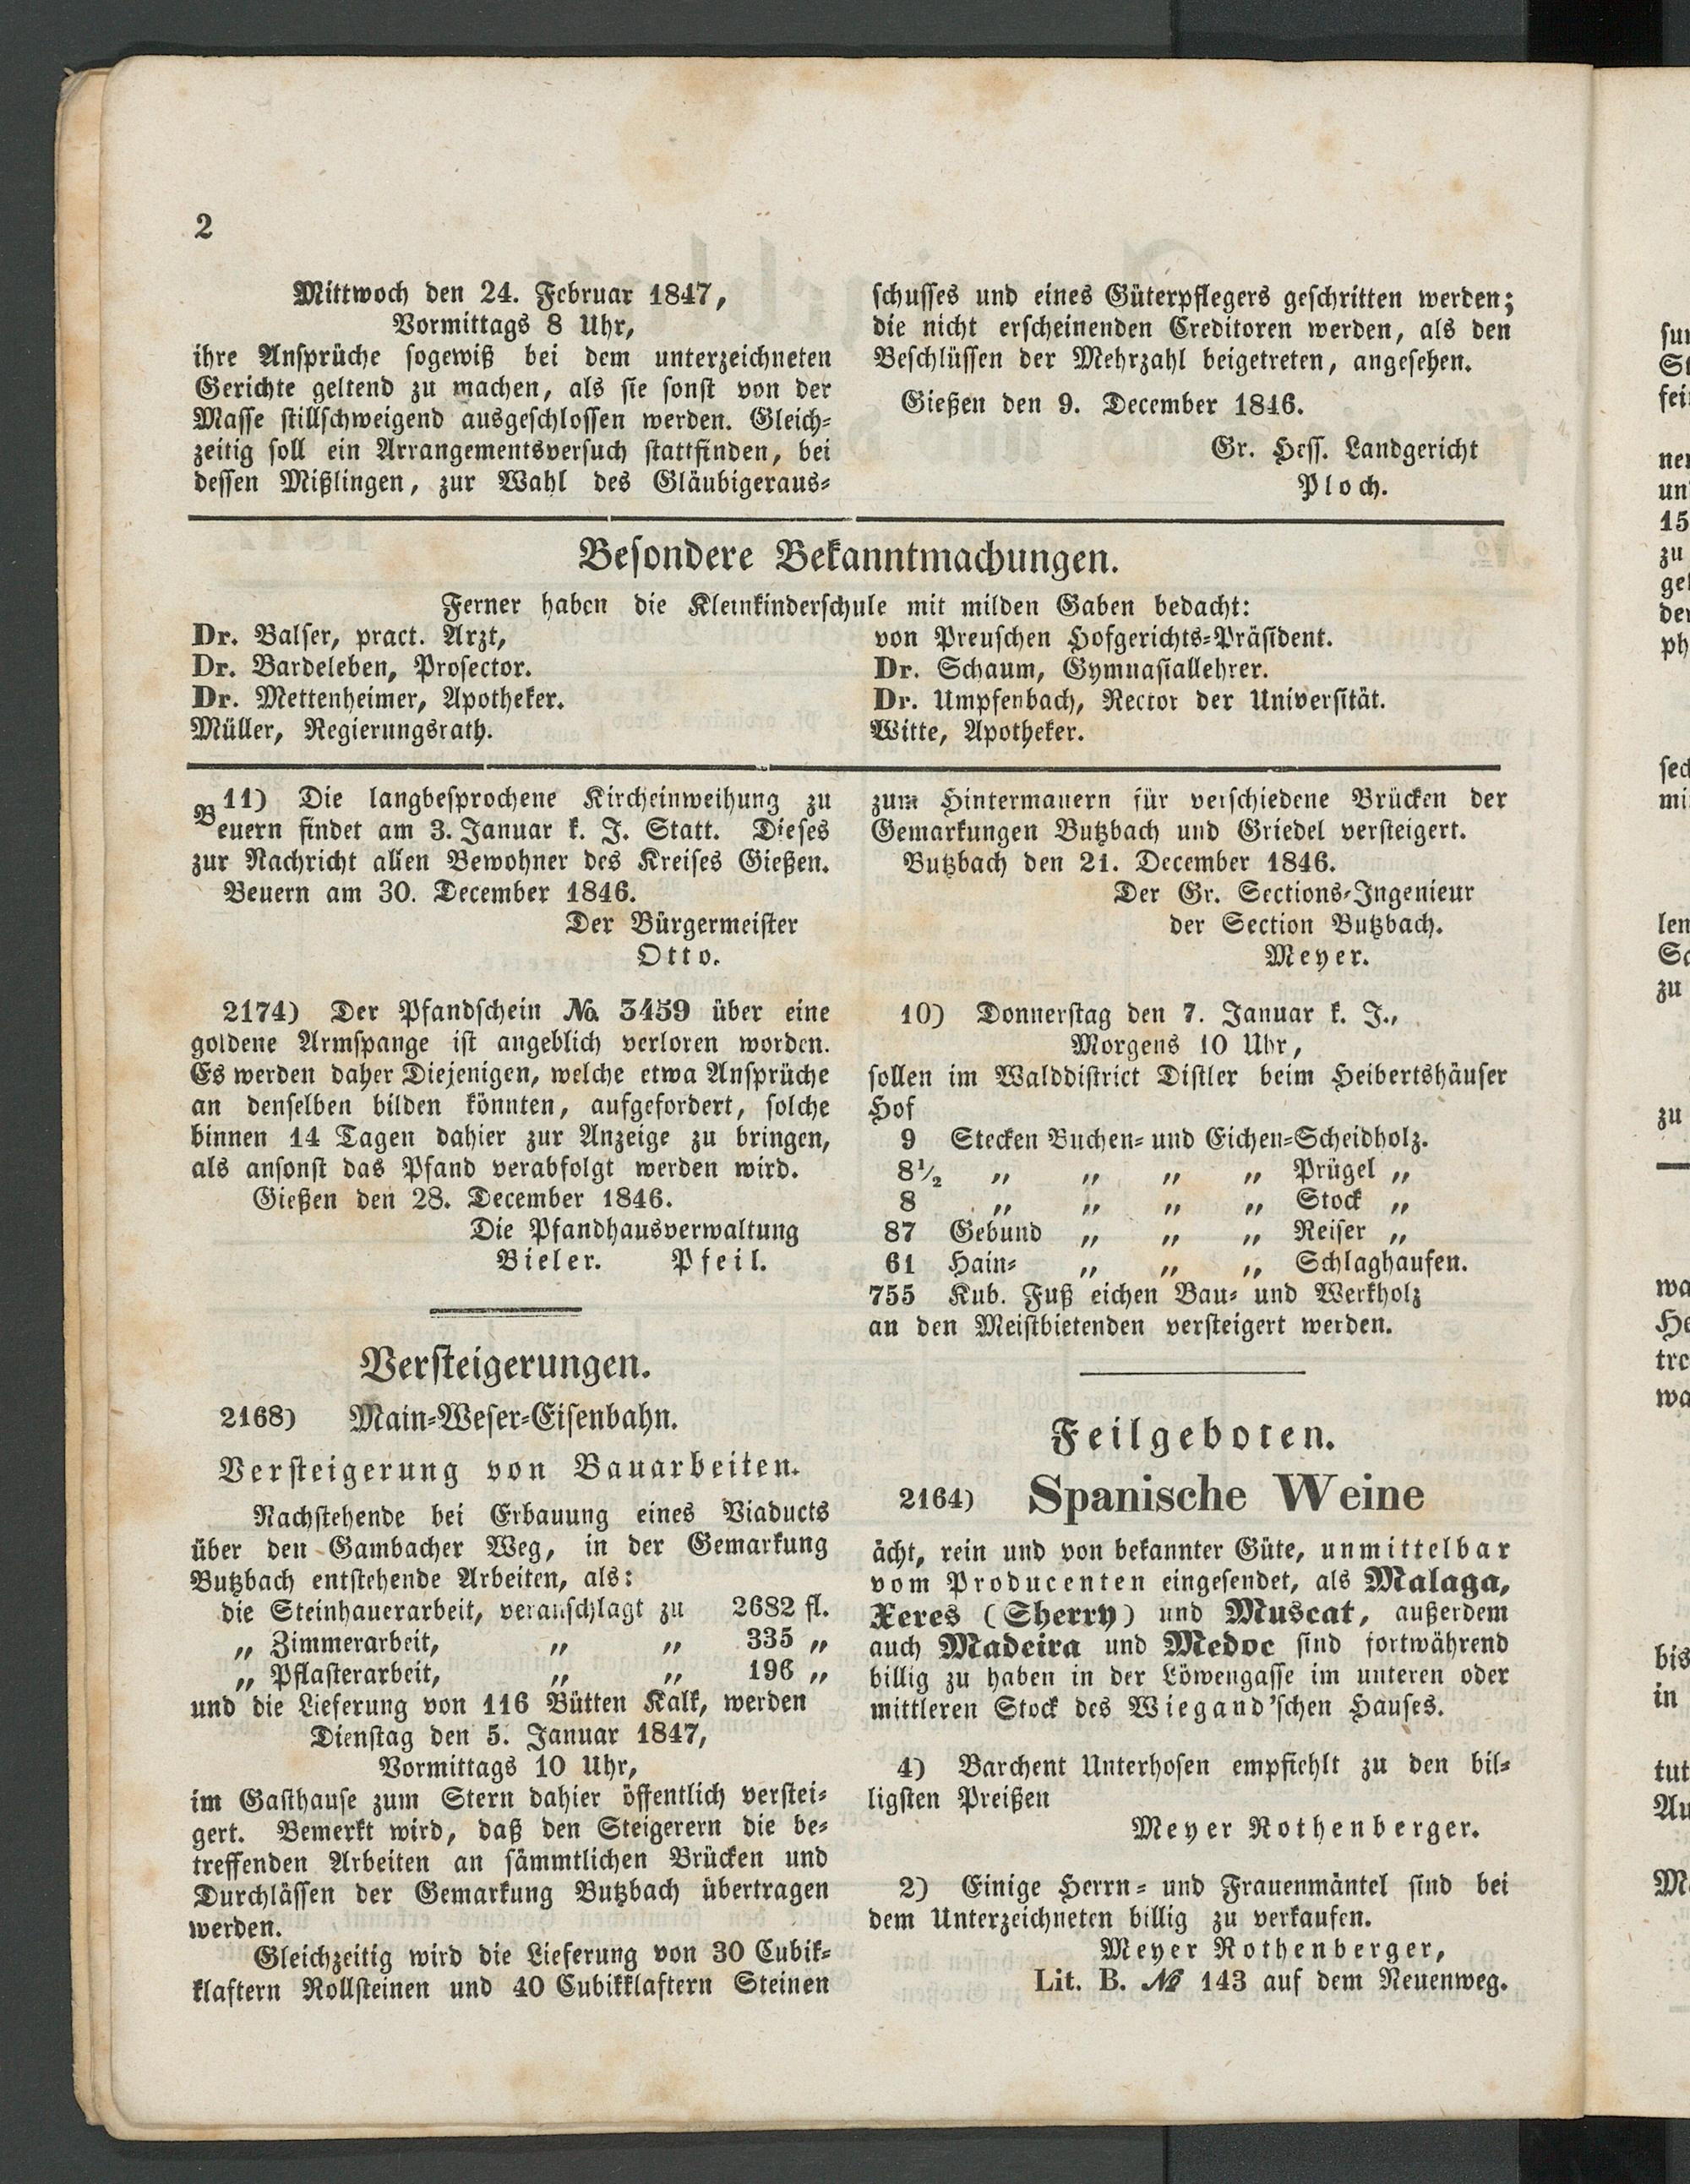 2
Mittwoch den 24. Februar 1847,
Vormittags 8 Uhr,
ihre Ansprüche sogewiß bei dem unterzeichneten
Gerichte geltend zu machen, als sie sonst von der
Masse stillschweigend ausgeschlossen werden. Gleich-
zeitig soll ein Arrangementsversuch stattfinden, bei
dessen Mißlingen, zur Wahl des Gläubigeraus-
schusses und eines Güterpflegers geschritten werden;
die nicht erscheinenden Creditoren werden, als den
Beschlüssen der Mehrzahl beigetreten, angesehen.
Gießen den 9. December 1846.
Gr. Hess. Landgericht
Ploch.
Besondere Bekanntmachungen.
Ferner haben die Kleinkinderschule mit milden Gaben bedacht:
Dr. Balser, pract. Arzt,
Dr. Bardeleben, Prosector.
Dr. Mettenheimer, Apotheker.
Müller, Regierungsrath.
von Preuschen Hofgerichts-Präsident.
Dr. Schaum, Gymnasiallehrer.
Dr. Umpfenbach, Rector der Universität.
Witte, Apotheker.
11) Die langbesprochene Kircheinweihung zu
Beuern findet am 3. Januar k. J. Statt. Dieses
zur Nachricht allen Bewohner des Kreises Gießen.
Beuern am 30. December 1846.
Der Bürgermeister
Otto.
2174) Der Pfandschein No. 3459 über eine
goldene Armspange ist angeblich verloren worden.
Es werden daher Diejenigen, welche etwa Ansprüche
an denselben bilden könnten, aufgefordert, solche
binnen 14 Tagen dahier zur Anzeige zu bringen,
als ansonst das Pfand verabfolgt werden wird.
Gießen den 28. December 1846.
Die Pfandhausverwaltung
Bieler. Pfeil.
Versteigerungen.
2168) Main-Weser-Eisenbahn.
Versteigerung von Bauarbeiten.
Nachstehende bei Erbauung eines Viaducts
über den Gambacher Weg, in der Gemarkung
Butzbach entstehende Arbeiten, als:
die Steinhauerarbeit, veranschlagt zu 2682 fl.
„ Zimmerarbeit, „ „ 335 „
„ Pflasterarbeit, „ „ 196 „
und die Lieferung von 116 Bütten Kalk, werden
Dienstag den 5. Januar 1847,
Vormittags 10 Uhr,
im Gasthause zum Stern dahier öffentlich verstei-
gert. Bemerkt wird, daß den Steigerern die be-
treffenden Arbeiten an sämmtlichen Brücken und
Durchlässen der Gemarkung Butzbach übertragen
werden.
Gleichzeitig wird die Lieferung von 30 Cubik-
klaftern Rollsteinen und 40 Cubikklaftern Steinen
zum Hintermauern für verschiedene Brücken der
Gemarkungen Butzbach und Griedel versteigert.
Butzbach den 21. December 1846.
Der Gr. Sections-Ingenieur
der Section Butzbach.
Meyer.
10) Donnerstag den 7. Januar k. J.,
Morgens 10 Uhr,
sollen im Walddistrict Distler beim Heibertshäuser
Hof
9 Stecken Buchen- und Eichen-Scheidholz.
8½ „ „ „ „ Prügel „
8 „ „ „ „ Stock „
87 Gebund „ „ „ Reiser „
61 Hain- „ „ „ Schlaghaufen.
755 Kub. Fuß eichen Bau- und Werkholz
an den Meistbietenden versteigert werden.
Feilgeboten.
2164) Spanische Weine
ächt, rein und von bekannter Güte, unmittelbar
vom Producenten eingesendet, als Malaga,
Xeres (Sherry) und Muscat, außerdem
auch Madeira und Medoc sind fortwährend
billig zu haben in der Löwengasse im unteren oder
mittleren Stock des Wiegand'schen Hauses.
4) Barchent Unterhosen empfiehlt zu den bil-
ligsten Preißen
Meyer Rothenberger.
2) Einige Herrn- und Frauenmäntel sind bei
dem Unterzeichneten billig zu verkaufen.
Meyer Rothenberger,
Lit. B. № 143 auf dem Neuenweg.